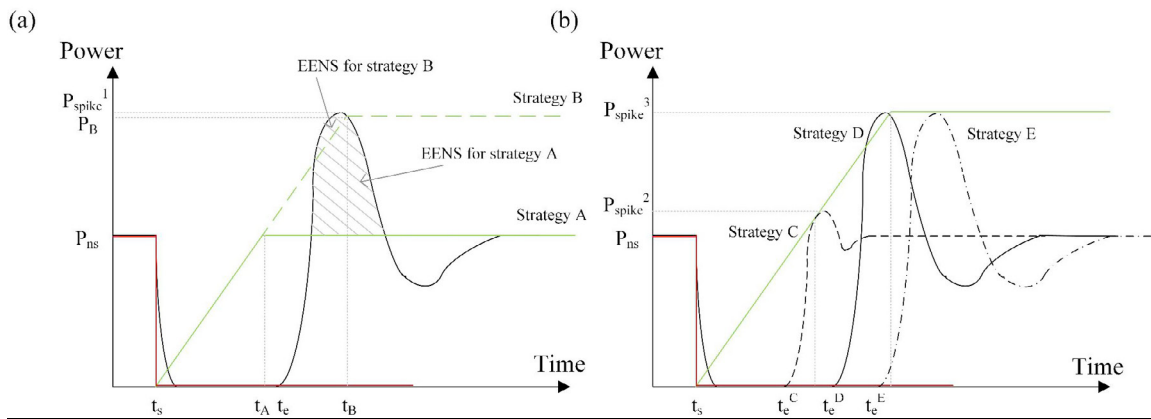 (a)
Power
EENS for strategy B
P_spike^1
P_B
Strategy B
EENS for strategy A
Strategy A
P_ns
Time
t_s
t_A
t_e
t_B
(b)
Power
P_spike^3
Strategy D
Strategy E
P_spike^2
Strategy C
P_ns
Time
t_s
t_e^C
t_e^D
t_e^E